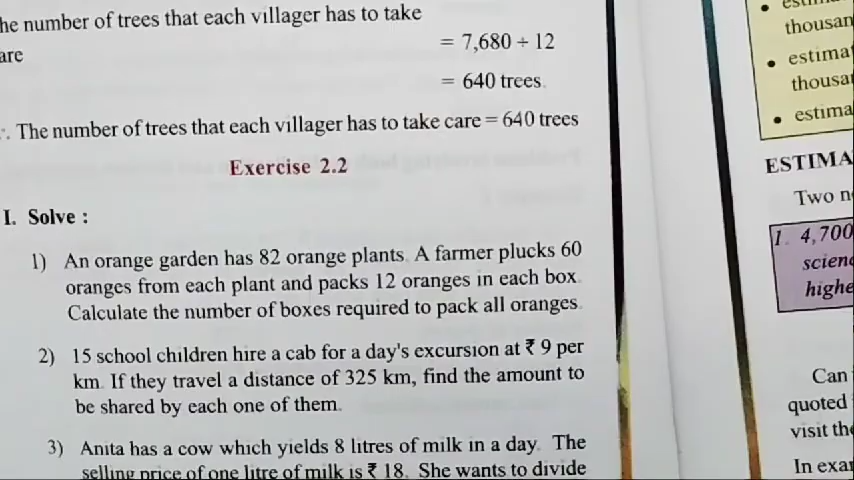 he number of trees that each villager has to take
are
= 7,680 ÷ 12
= 640 trees.
∴ The number of trees that each villager has to take care = 640 trees
Exercise 2.2
I. Solve :
1) An orange garden has 82 orange plants. A farmer plucks 60
oranges from each plant and packs 12 oranges in each box.
Calculate the number of boxes required to pack all oranges.
2) 15 school children hire a cab for a day's excursion at ₹ 9 per
km. If they travel a distance of 325 km, find the amount to
be shared by each one of them.
3) Anita has a cow which yields 8 litres of milk in a day. The
selling price of one litre of milk is ₹ 18. She wants to divide
thousan
• estima
thousa
• estima
ESTIMA
Two n
1. 4,700
scien
highe
Can
quoted
visit the
In exa